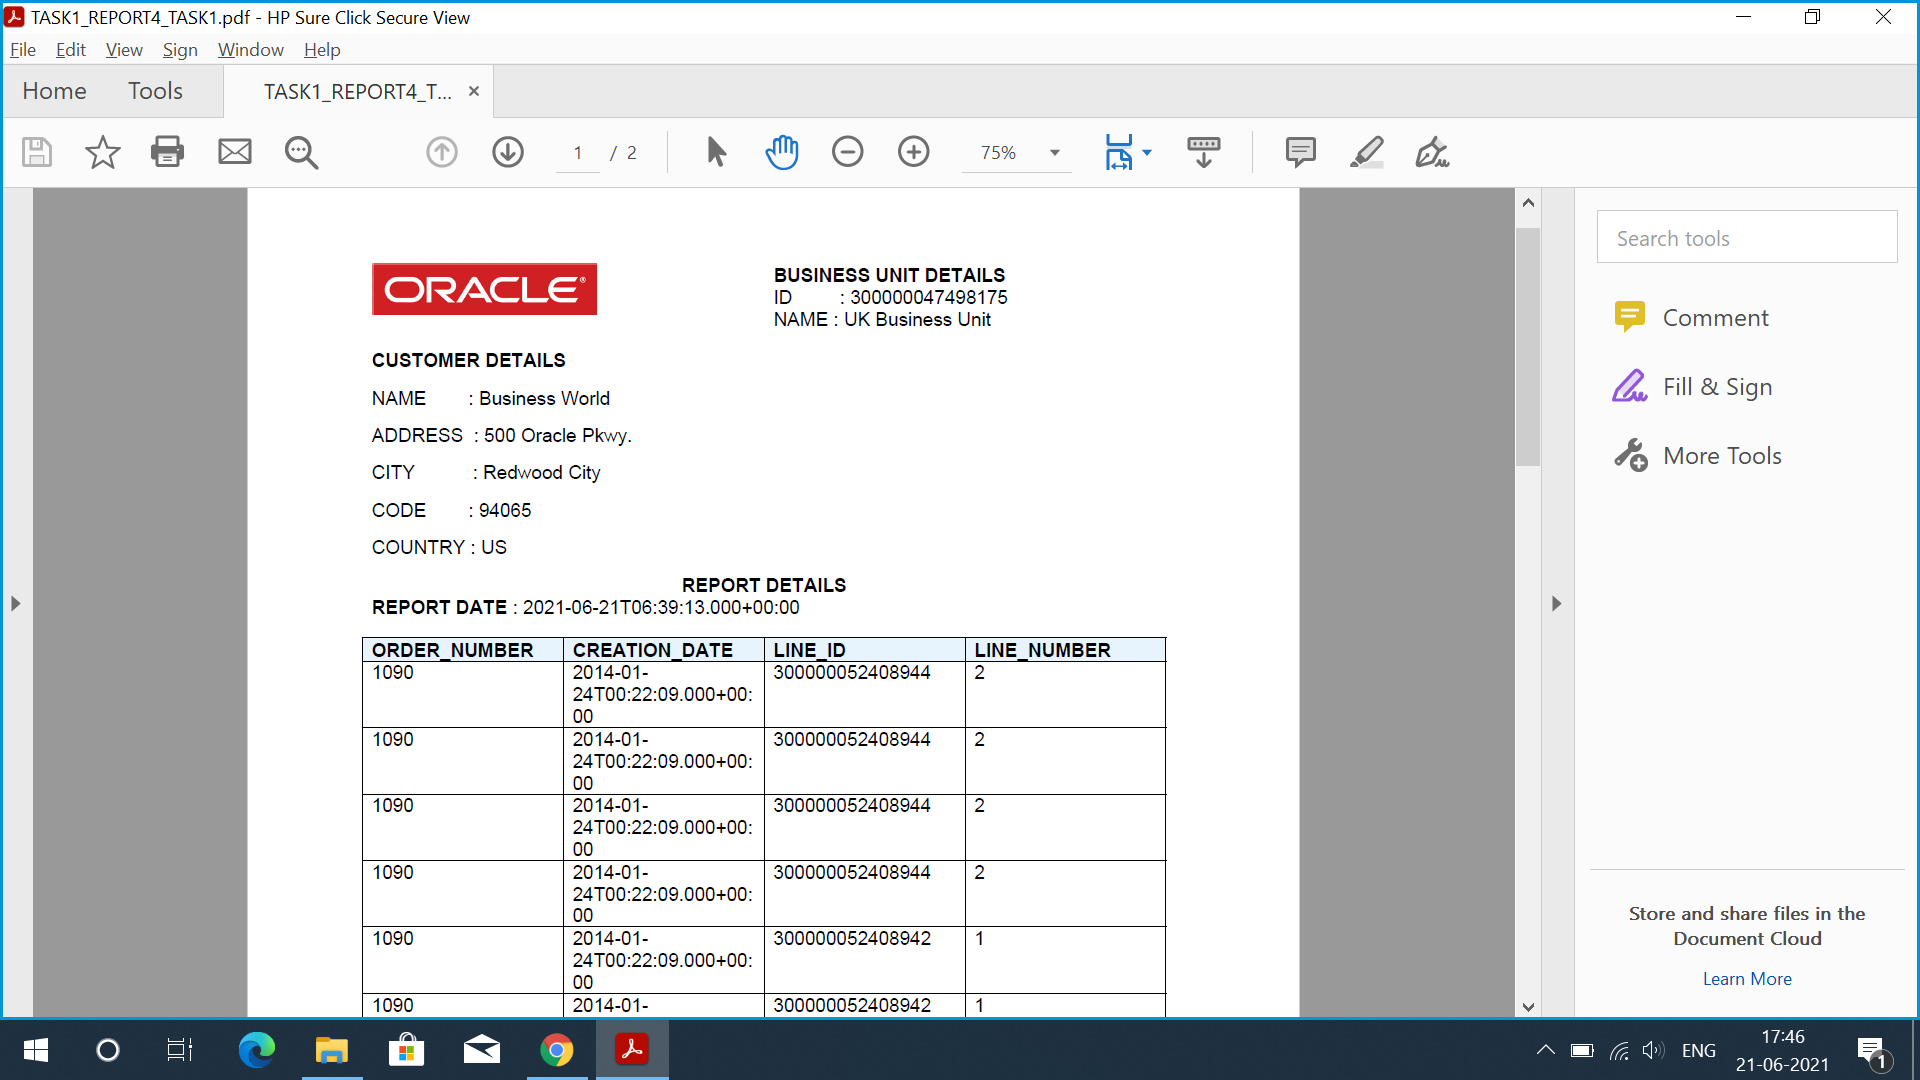 TASK1_REPORT4_TASK1.pdf - HP Sure Click Secure View
File Edit View Sign Window Help
Home Tools TASK1_REPORT4_T... ×
1 / 2 75%
ORACLE®
BUSINESS UNIT DETAILS
ID : 300000047498175
NAME : UK Business Unit
CUSTOMER DETAILS
NAME : Business World
ADDRESS : 500 Oracle Pkwy.
CITY : Redwood City
CODE : 94065
COUNTRY : US
REPORT DETAILS
REPORT DATE : 2021-06-21T06:39:13.000+00:00
ORDER_NUMBER CREATION_DATE LINE_ID LINE_NUMBER
1090 2014-01- 300000052408944 2
24T00:22:09.000+00:
00
1090 2014-01- 300000052408944 2
24T00:22:09.000+00:
00
1090 2014-01- 300000052408944 2
24T00:22:09.000+00:
00
1090 2014-01- 300000052408944 2
24T00:22:09.000+00:
00
1090 2014-01- 300000052408942 1
24T00:22:09.000+00:
00
1090 2014-01- 300000052408942 1
Search tools
Comment
Fill & Sign
More Tools
Store and share files in the
Document Cloud
Learn More
ENG
17:46
21-06-2021
1